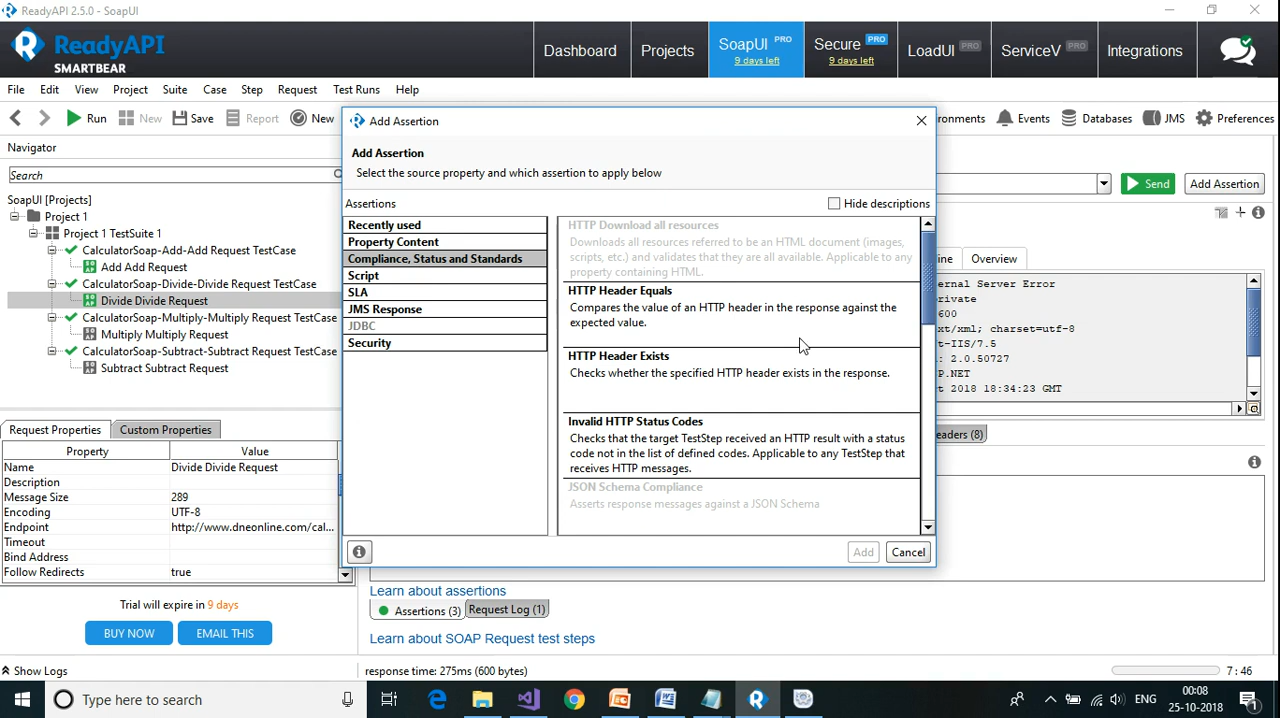 ReadyAPI 2.5.0 - SoapUI
ReadyAPI
SMARTBEAR
Dashboard
Projects
SoapUI PRO
9 days left
Secure PRO
9 days left
LoadUI PRO
ServiceV PRO
Integrations
File Edit View Project Suite Case Step Request Test Runs Help
Run New Save Report New
ronments Events Databases JMS Preferences
Navigator
Search
SoapUI [Projects]
Project 1
Project 1 TestSuite 1
CalculatorSoap-Add-Add Request TestCase
Add Add Request
CalculatorSoap-Divide-Divide Request TestCase
Divide Divide Request
CalculatorSoap-Multiply-Multiply Request TestCase
Multiply Multiply Request
CalculatorSoap-Subtract-Subtract Request TestCase
Subtract Subtract Request
Request Properties Custom Properties
Property Value
Name Divide Divide Request
Description
Message Size 289
Encoding UTF-8
Endpoint http://www.dneonline.com/cal...
Timeout
Bind Address
Follow Redirects true
Trial will expire in 9 days
BUY NOW EMAIL THIS
Show Logs
Add Assertion
Add Assertion
Select the source property and which assertion to apply below
Assertions
Hide descriptions
Recently used
Property Content
Compliance, Status and Standards
Script
SLA
JMS Response
JDBC
Security
HTTP Download all resources
Downloads all resources referred to be an HTML document (images,
scripts, etc.) and validates that they are all available. Applicable to any
property containing HTML.
HTTP Header Equals
Compares the value of an HTTP header in the response against the
expected value.
HTTP Header Exists
Checks whether the specified HTTP header exists in the response.
Invalid HTTP Status Codes
Checks that the target TestStep received an HTTP result with a status
code not in the list of defined codes. Applicable to any TestStep that
receives HTTP messages.
JSON Schema Compliance
Asserts response messages against a JSON Schema
Add Cancel
Send Add Assertion
ine Overview
ernal Server Error
rivate
600
ext/xml; charset=utf-8
t-IIS/7.5
: 2.0.50727
P.NET
ct 2018 18:34:23 GMT
eaders (8)
Learn about assertions
Assertions (3) Request Log (1)
Learn about SOAP Request test steps
response time: 275ms (600 bytes)
7 : 46
Type here to search
ENG
00:08
25-10-2018
1